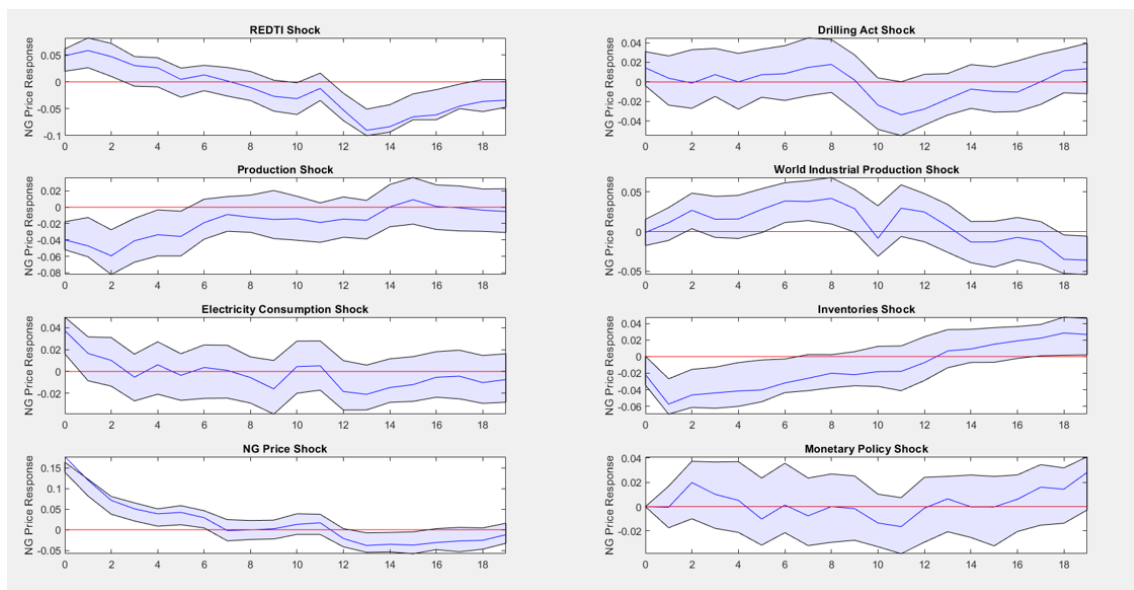 REDTI Shock
NG Price Response
0.05
0
-0.05
-0.1
0 2 4 6 8 10 12 14 16 18
Drilling Act Shock
NG Price Response
0.04
0.02
0
-0.02
-0.04
0 2 4 6 8 10 12 14 16 18
Production Shock
NG Price Response
0.02
0
-0.02
-0.04
-0.06
-0.08
0 2 4 6 8 10 12 14 16 18
World Industrial Production Shock
NG Price Response
0.05
0
-0.05
0 2 4 6 8 10 12 14 16 18
Electricity Consumption Shock
NG Price Response
0.04
0.02
0
-0.02
0 2 4 6 8 10 12 14 16 18
Inventories Shock
NG Price Response
0.04
0.02
0
-0.02
-0.04
-0.06
0 2 4 6 8 10 12 14 16 18
NG Price Shock
NG Price Response
0.15
0.1
0.05
0
-0.05
0 2 4 6 8 10 12 14 16 18
Monetary Policy Shock
NG Price Response
0.04
0.02
0
-0.02
0 2 4 6 8 10 12 14 16 18